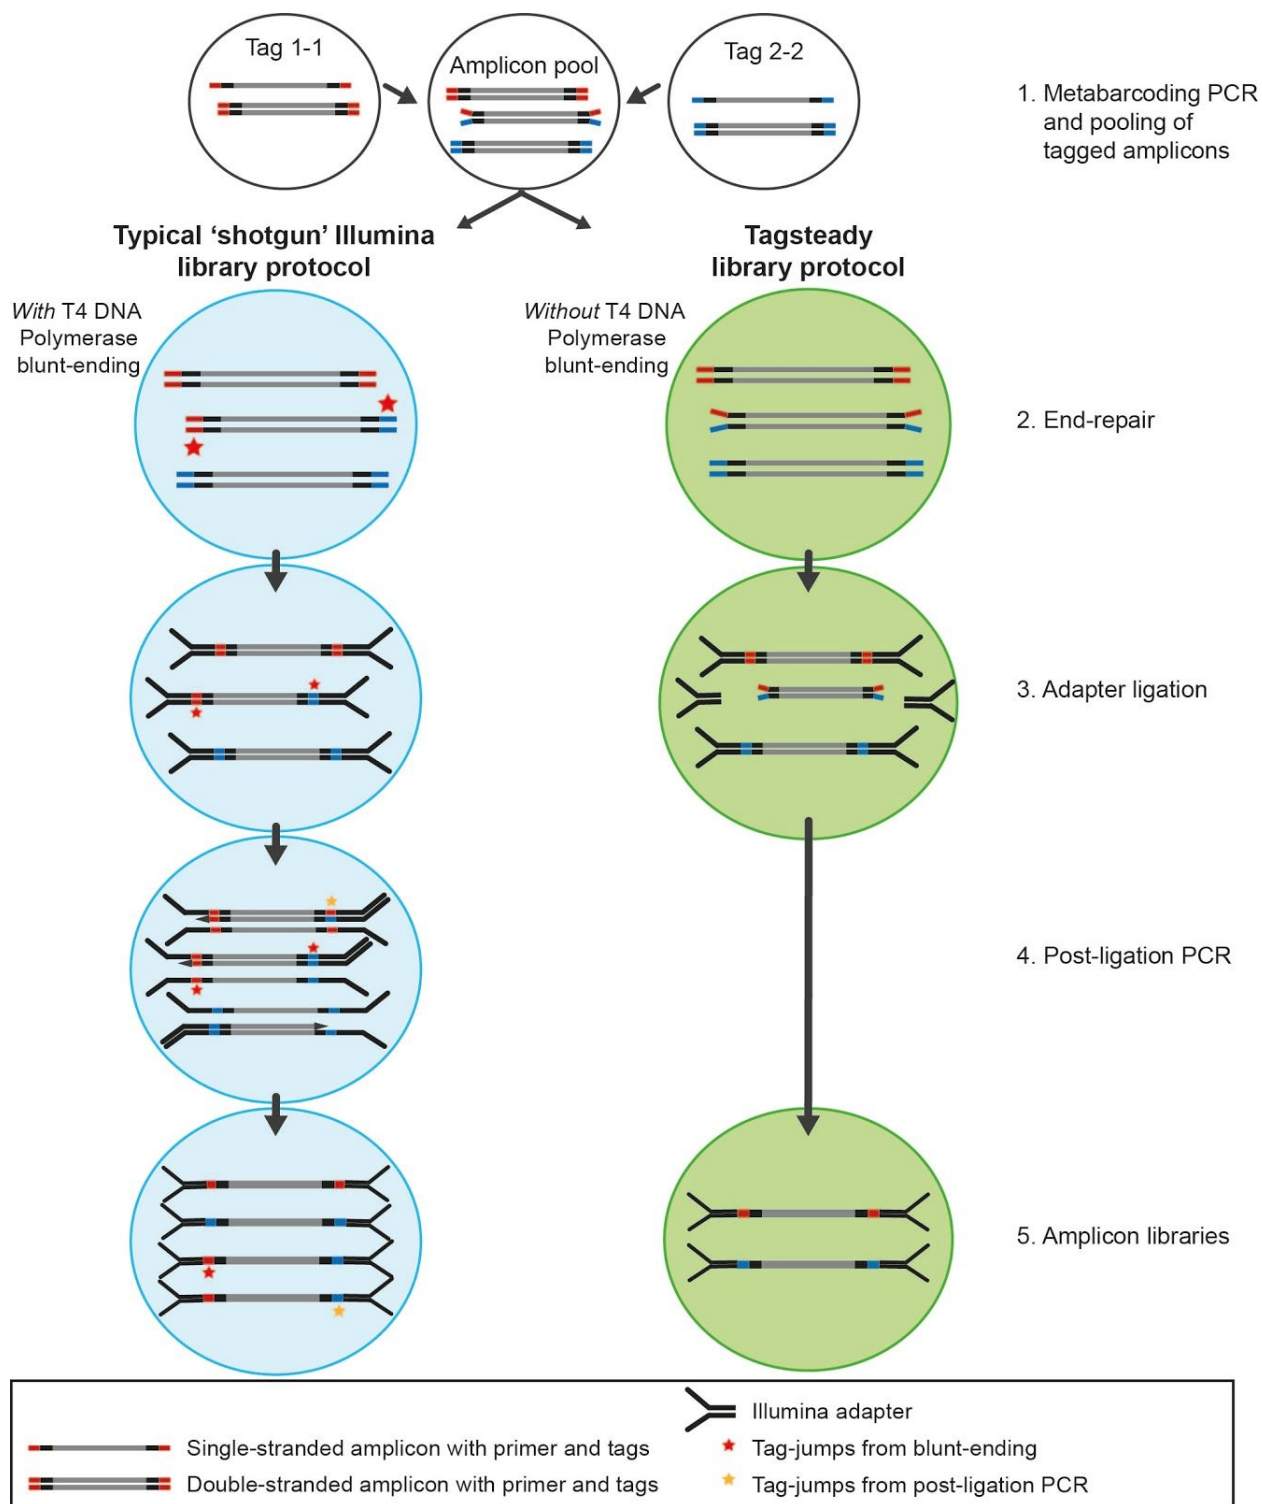 Tag 1-1
Amplicon pool
Tag 2-2
1. Metabarcoding PCR
and pooling of
tagged amplicons
Typical ‘shotgun’ Illumina
library protocol
Tagsteady
library protocol
With T4 DNA
Polymerase
blunt-ending
Without T4 DNA
Polymerase
blunt-ending
2. End-repair
3. Adapter ligation
4. Post-ligation PCR
5. Amplicon libraries
Single-stranded amplicon with primer and tags
Double-stranded amplicon with primer and tags
Illumina adapter
Tag-jumps from blunt-ending
Tag-jumps from post-ligation PCR